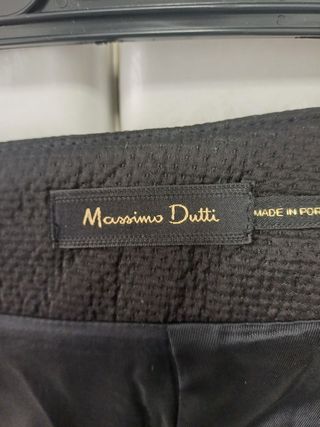 Massimo Dutti
MADE IN POR